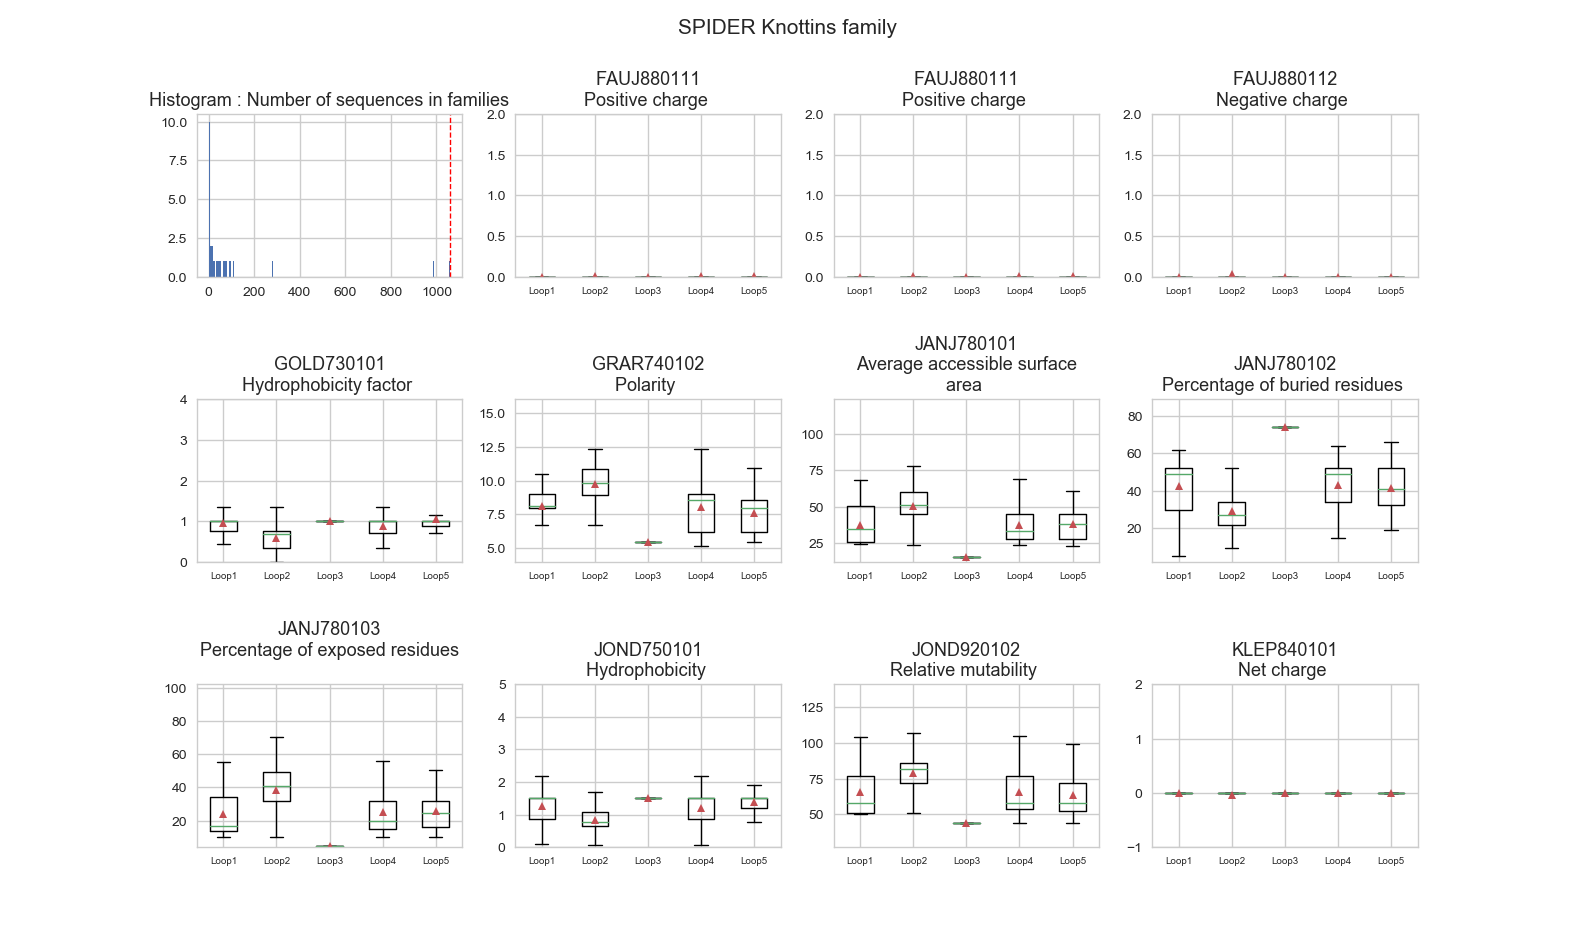 SPIDER Knottins family
Histogram : Number of sequences in families
10.0
7.5
5.0
2.5
0.0
0 200 400 600 800 1000
FAUJ880111
Positive charge
2.0
1.5
1.0
0.5
0.0
Loop1 Loop2 Loop3 Loop4 Loop5
FAUJ880111
Positive charge
2.0
1.5
1.0
0.5
0.0
Loop1 Loop2 Loop3 Loop4 Loop5
FAUJ880112
Negative charge
2.0
1.5
1.0
0.5
0.0
Loop1 Loop2 Loop3 Loop4 Loop5
GOLD730101
Hydrophobicity factor
4
3
2
1
0
Loop1 Loop2 Loop3 Loop4 Loop5
GRAR740102
Polarity
15.0
12.5
10.0
7.5
5.0
Loop1 Loop2 Loop3 Loop4 Loop5
JANJ780101
Average accessible surface
area
100
75
50
25
Loop1 Loop2 Loop3 Loop4 Loop5
JANJ780102
Percentage of buried residues
80
60
40
20
Loop1 Loop2 Loop3 Loop4 Loop5
JANJ780103
Percentage of exposed residues
100
80
60
40
20
Loop1 Loop2 Loop3 Loop4 Loop5
JOND750101
Hydrophobicity
5
4
3
2
1
0
Loop1 Loop2 Loop3 Loop4 Loop5
JOND920102
Relative mutability
125
100
75
50
Loop1 Loop2 Loop3 Loop4 Loop5
KLEP840101
Net charge
2
1
0
−1
Loop1 Loop2 Loop3 Loop4 Loop5